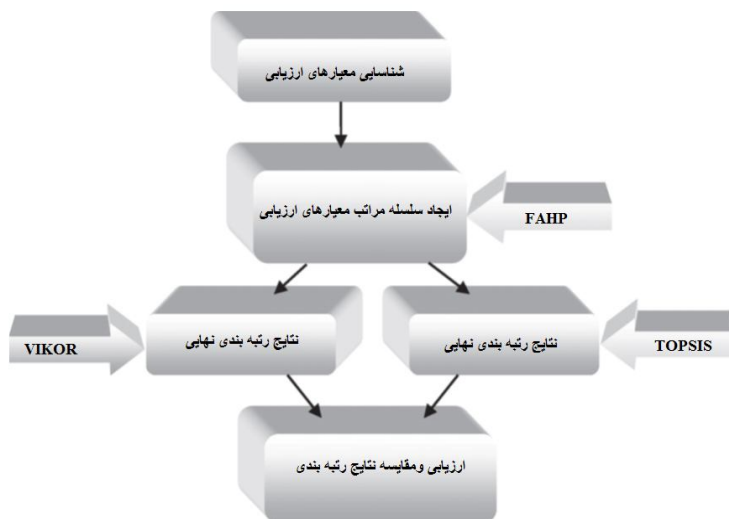 شناسایی معیارهای ارزیابی
ایجاد سلسله مراتب معیارهای ارزیابی
FAHP
نتایج رتبه بندی نهایی
نتایج رتبه بندی نهایی
TOPSIS
VIKOR
ارزیابی ومقایسه نتایج رتبه بندی